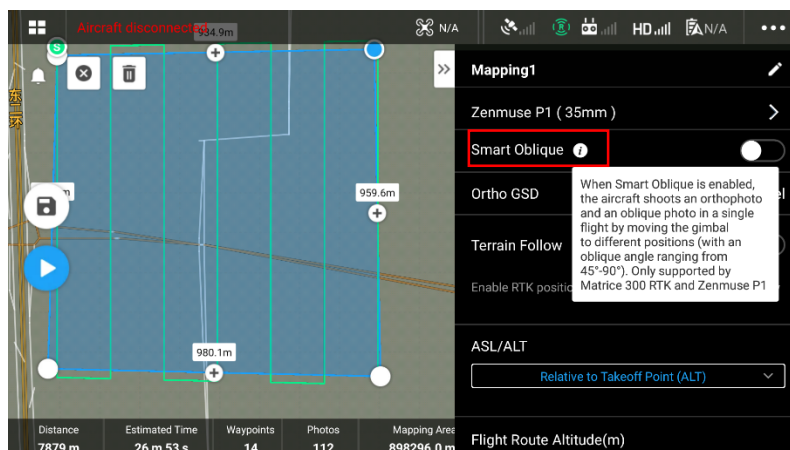 Aircraft disconnected
934.9m
N/A
R
HD
N/A
S
东二环
959.6m
980.1m
Distance
Estimated Time
Waypoints
Photos
Mapping Area
7879 m
26 m 53 s
14
112
898296.0 m
Mapping1
Zenmuse P1 ( 35mm )
Smart Oblique i
Ortho GSD
When Smart Oblique is enabled,
the aircraft shoots an orthophoto
and an oblique photo in a single
flight by moving the gimbal
to different positions (with an
oblique angle ranging from
45°-90°). Only supported by
Matrice 300 RTK and Zenmuse P1
Terrain Follow
Enable RTK positio
ASL/ALT
Relative to Takeoff Point (ALT)
Flight Route Altitude(m)